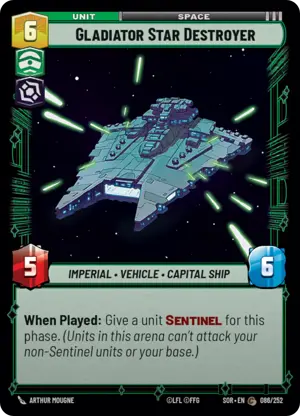 UNIT SPACE
6 GLADIATOR STAR DESTROYER
5 6
IMPERIAL • VEHICLE • CAPITAL SHIP
When Played: Give a unit SENTINEL for this
phase. (Units in this arena can't attack
your non-Sentinel units or your base.)
ARTHUR MOUGNE ©LFL ©FFG SOR • EN C 086/252